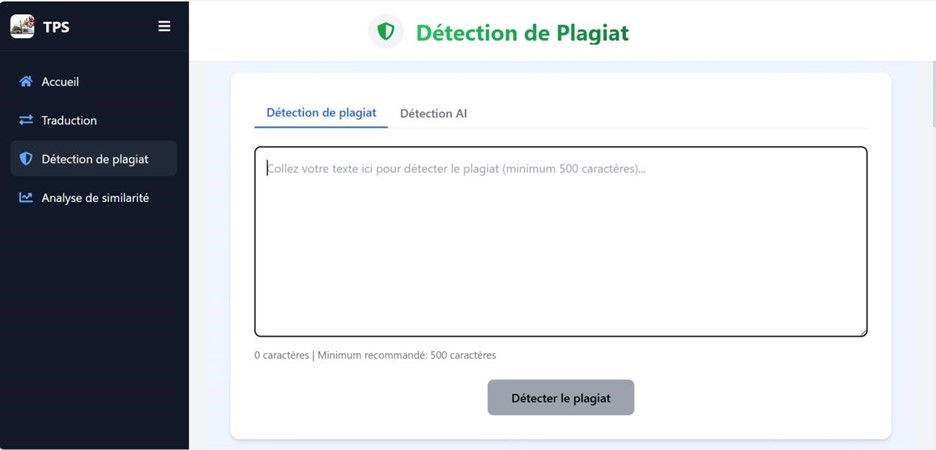 TPS
Accueil
Traduction
Détection de plagiat
Analyse de similarité
Détection de Plagiat
Détection de plagiat
Détection AI
Collez votre texte ici pour détecter le plagiat (minimum 500 caractères)...
0 caractères | Minimum recommandé: 500 caractères
Détecter le plagiat